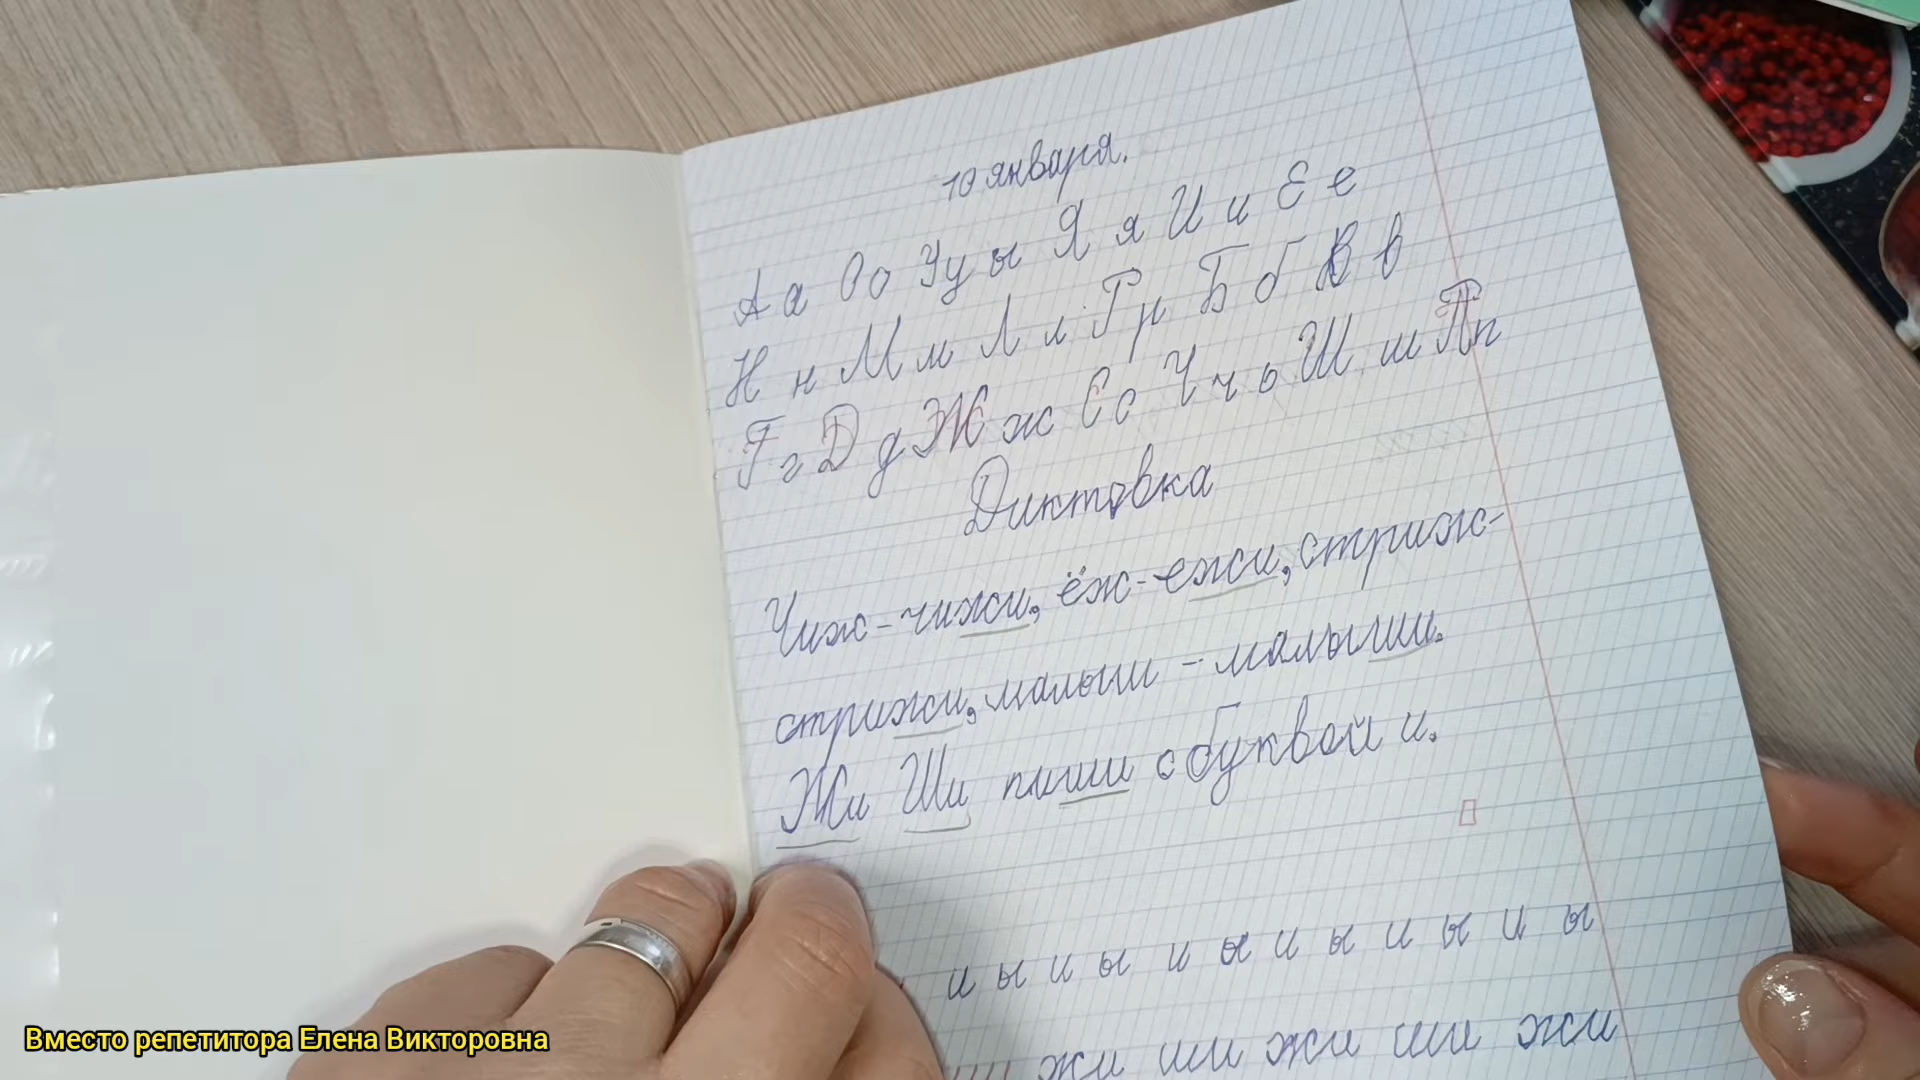 10 января.
А а О о У у ы Я я И и Е е
Н н М м Л л Р р Б б В в
Г г Д д Ж ж С с Ч ч ь Ш ш П п
Диктовка
Чиж - чижи, ёж - ежи, стриж -
стрижи, малыш - малыши.
Жи Ши пиши с буквой и.
и ы и ы и ы и ы и ы и ы
жи ши жи ши жи
Вместо репетитора Елена Викторовна